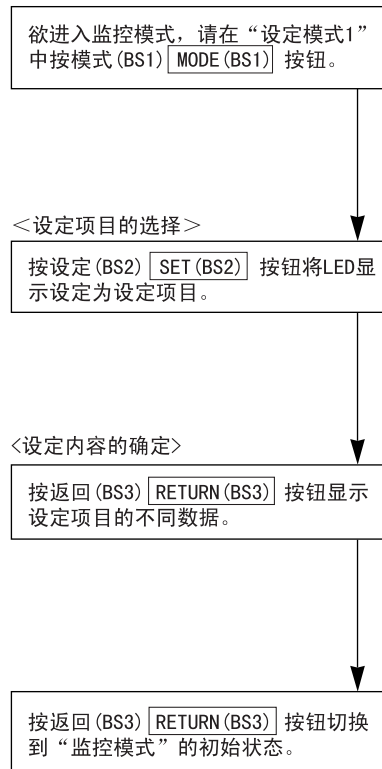 欲进入监控模式，请在“设定模式1”
中按模式(BS1) MODE(BS1) 按钮。
＜设定项目的选择＞
按设定(BS2) SET(BS2) 按钮将LED显
示设定为设定项目。
<设定内容的确定>
按返回(BS3) RETURN(BS3) 按钮显示
设定项目的不同数据。
按返回(BS3) RETURN(BS3) 按钮切换
到“监控模式”的初始状态。